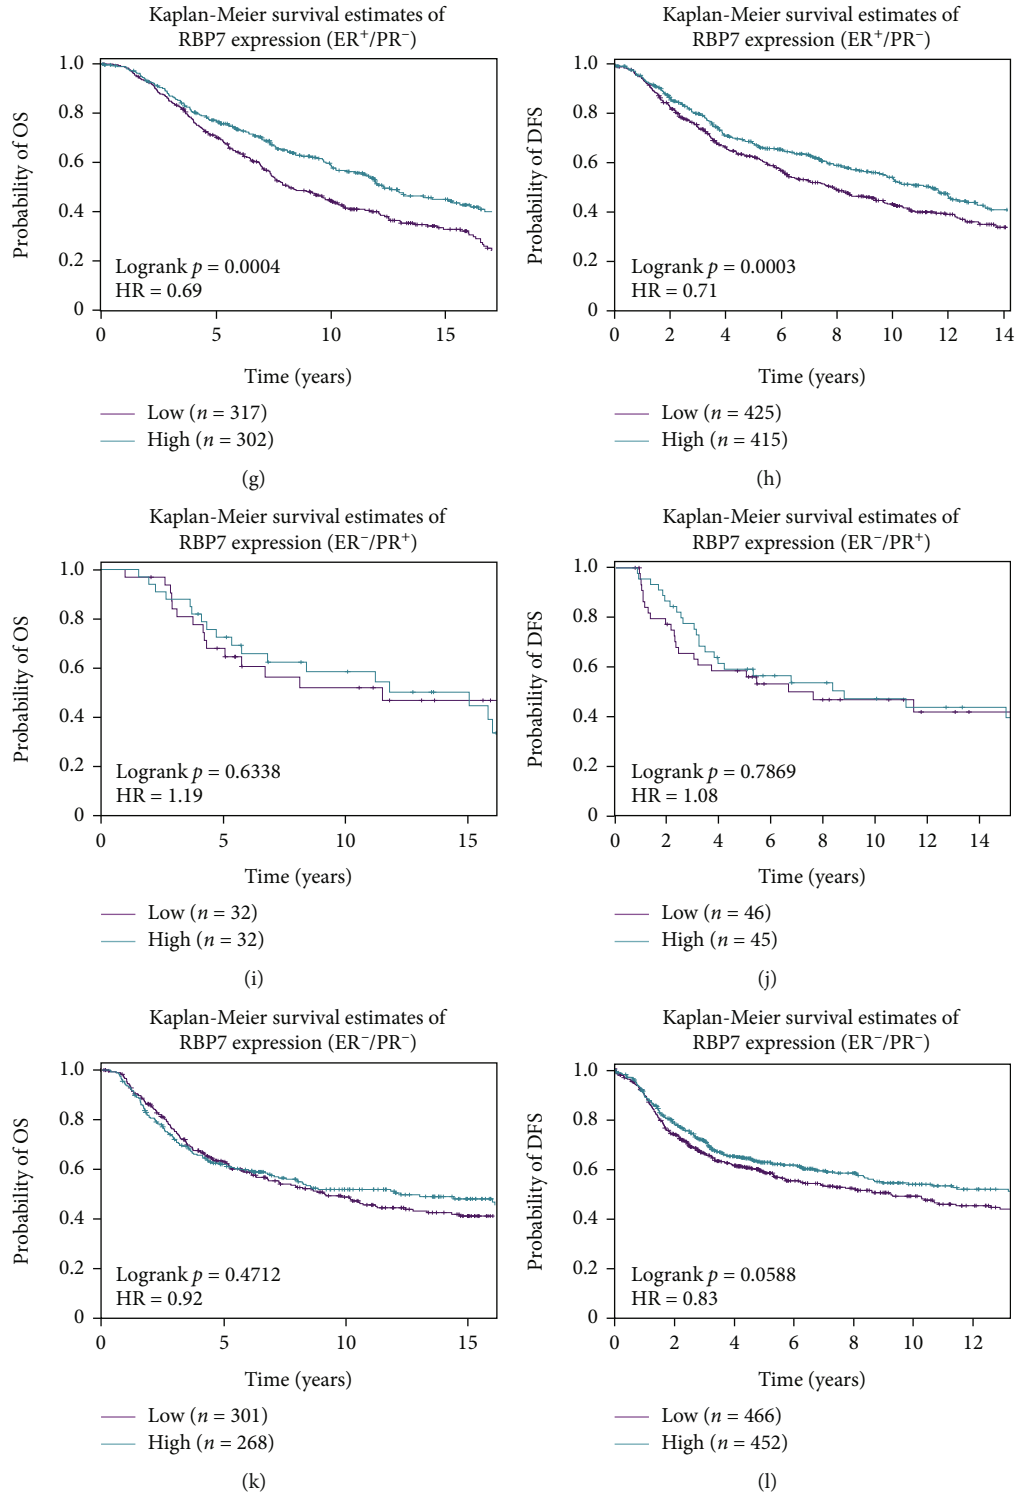 Kaplan-Meier survival estimates of
RBP7 expression (ER⁺/PR⁻)
Probability of OS
1.0
0.8
0.6
0.4
0.2
0
Logrank p = 0.0004
HR = 0.69
0 5 10 15
Time (years)
Low (n = 317)
High (n = 302)
(g)
Kaplan-Meier survival estimates of
RBP7 expression (ER⁺/PR⁻)
Probability of DFS
1.0
0.8
0.6
0.4
0.2
0
Logrank p = 0.0003
HR = 0.71
0 2 4 6 8 10 12 14
Time (years)
Low (n = 425)
High (n = 415)
(h)
Kaplan-Meier survival estimates of
RBP7 expression (ER⁻/PR⁺)
Probability of OS
1.0
0.8
0.6
0.4
0.2
0
Logrank p = 0.6338
HR = 1.19
0 5 10 15
Time (years)
Low (n = 32)
High (n = 32)
(i)
Kaplan-Meier survival estimates of
RBP7 expression (ER⁻/PR⁺)
Probability of DFS
1.0
0.8
0.6
0.4
0.2
0
Logrank p = 0.7869
HR = 1.08
0 2 4 6 8 10 12 14
Time (years)
Low (n = 46)
High (n = 45)
(j)
Kaplan-Meier survival estimates of
RBP7 expression (ER⁻/PR⁻)
Probability of OS
1.0
0.8
0.6
0.4
0.2
0
Logrank p = 0.4712
HR = 0.92
0 5 10 15
Time (years)
Low (n = 301)
High (n = 268)
(k)
Kaplan-Meier survival estimates of
RBP7 expression (ER⁻/PR⁻)
Probability of DFS
1.0
0.8
0.6
0.4
0.2
0
Logrank p = 0.0588
HR = 0.83
0 2 4 6 8 10 12
Time (years)
Low (n = 466)
High (n = 452)
(l)